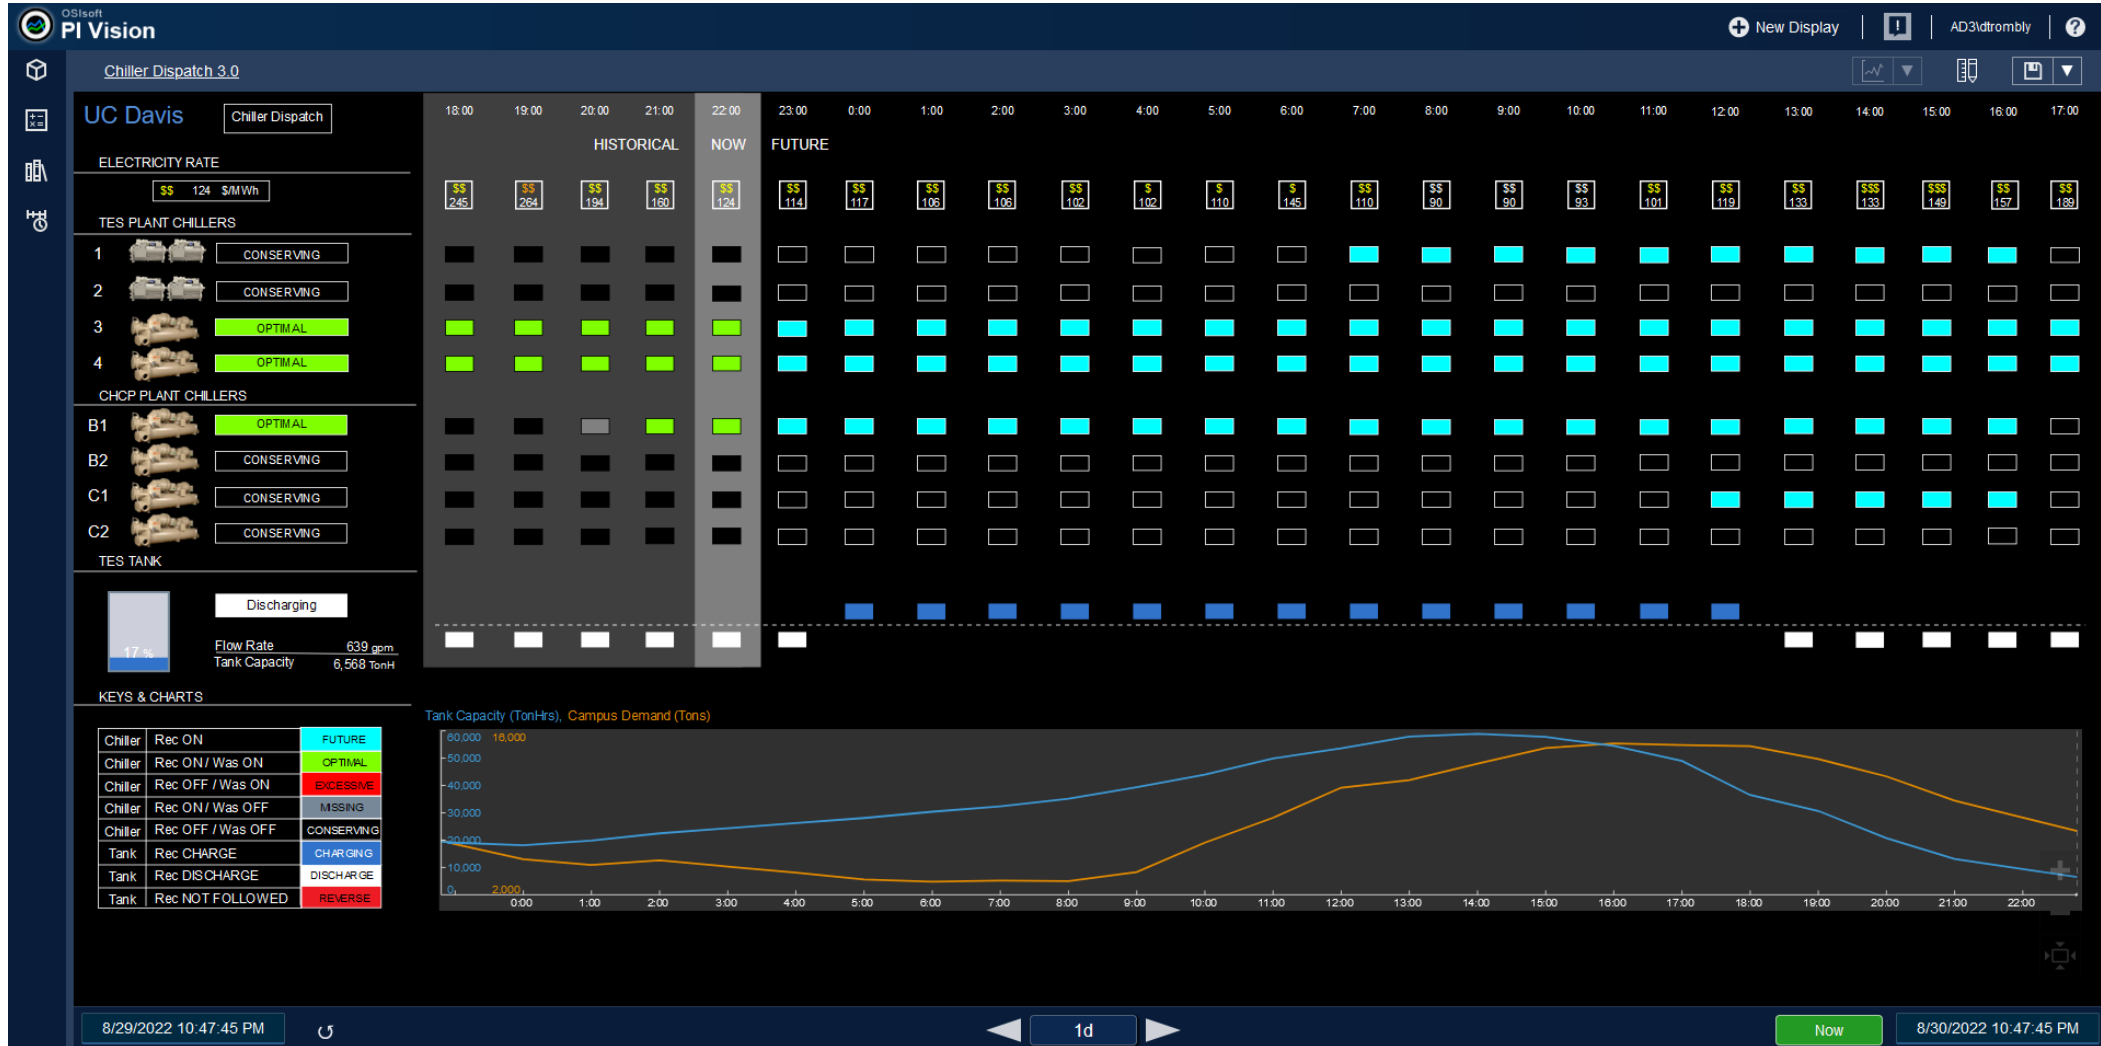 OSIsoft
PI Vision
New Display
AD3\dtrombly
Chiller Dispatch 3.0
UC Davis
Chiller Dispatch
18:00 19:00 20:00 21:00 22:00 23:00 0:00 1:00 2:00 3:00 4:00 5:00 6:00 7:00 8:00 9:00 10:00 11:00 12:00 13:00 14:00 15:00 16:00 17:00
HISTORICAL NOW FUTURE
ELECTRICITY RATE
$$ 124 $/MWh
$$ $$ $$ $$ $$ $$ $$ $$ $$ $$ $ $ $ $$ $$ $$ $$ $$ $$ $$ $$$ $$$ $$ $$
245 264 194 160 124 114 117 106 106 102 102 110 145 110 90 90 93 101 119 133 133 149 157 189
TES PLANT CHILLERS
1 CONSERVING
2 CONSERVING
3 OPTIMAL
4 OPTIMAL
CHCP PLANT CHILLERS
B1 OPTIMAL
B2 CONSERVING
C1 CONSERVING
C2 CONSERVING
TES TANK
Discharging
17 %
Flow Rate 639 gpm
Tank Capacity 6,568 TonH
KEYS & CHARTS
Chiller Rec ON FUTURE
Chiller Rec ON / Was ON OPTIMAL
Chiller Rec OFF / Was ON EXCESSIVE
Chiller Rec ON / Was OFF MISSING
Chiller Rec OFF / Was OFF CONSERVING
Tank Rec CHARGE CHARGING
Tank Rec DISCHARGE DISCHARGE
Tank Rec NOT FOLLOWED REVERSE
Tank Capacity (TonHrs), Campus Demand (Tons)
60,000 16,000
50,000
40,000
30,000
20,000
10,000
0 2,000
0:00 1:00 2:00 3:00 4:00 5:00 6:00 7:00 8:00 9:00 10:00 11:00 12:00 13:00 14:00 15:00 16:00 17:00 18:00 19:00 20:00 21:00 22:00
8/29/2022 10:47:45 PM
1d
Now
8/30/2022 10:47:45 PM